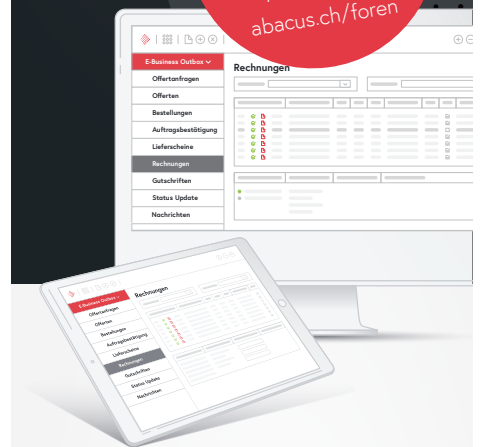 abacus.ch/foren
E-Business Outbox
Rechnungen
Offertanfragen
Offerten
Bestellungen
Auftragsbestätigung
Lieferscheine
Rechnungen
Gutschriften
Status Update
Nachrichten
E-Business Outbox
Rechnungen
Offertanfragen
Offerten
Bestellungen
Auftragsbestätigung
Lieferscheine
Rechnungen
Gutschriften
Status Update
Nachrichten